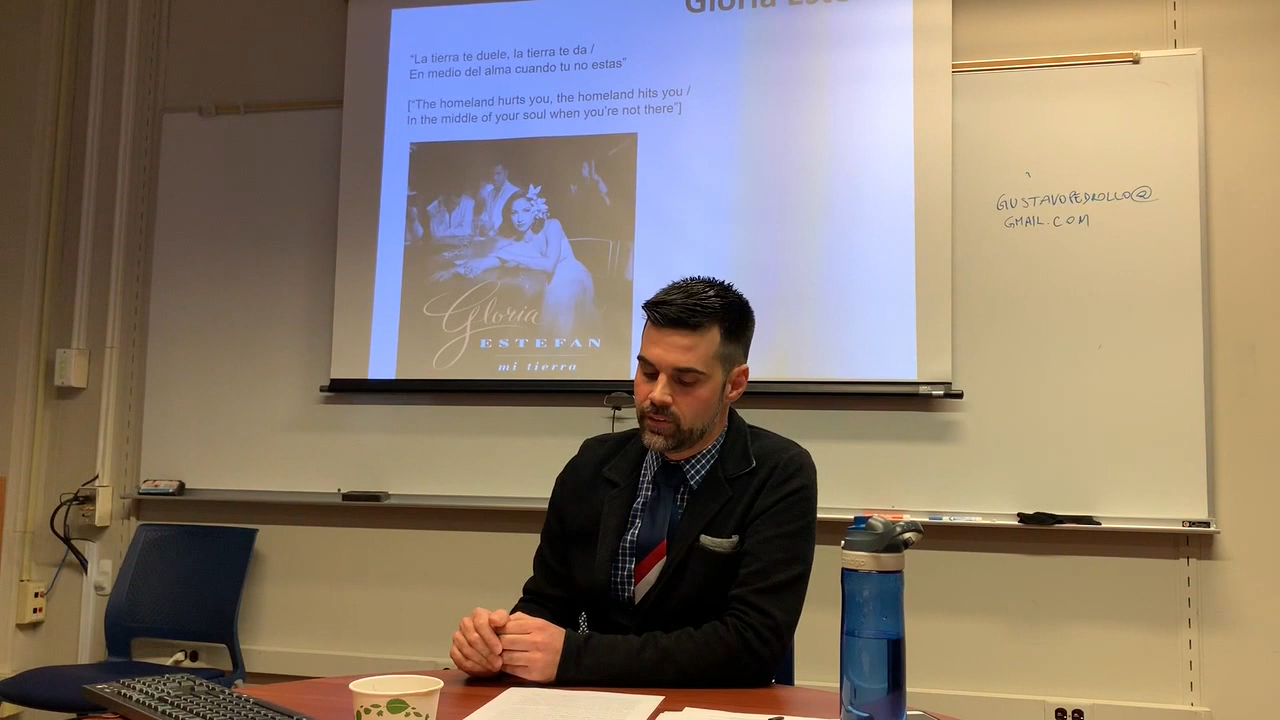 Gloria Este
“La tierra te duele, la tierra te da /
En medio del alma cuando tu no estas”
[“The homeland hurts you, the homeland hits you /
In the middle of your soul when you’re not there”]
Gloria
ESTEFAN
mi tierra
GUSTAVOPEDROLLO@
GMAIL.COM